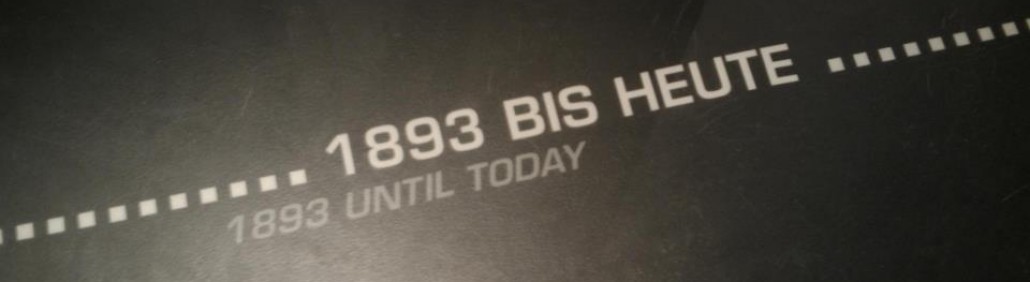 1893 BIS HEUTE
1893 UNTIL TODAY